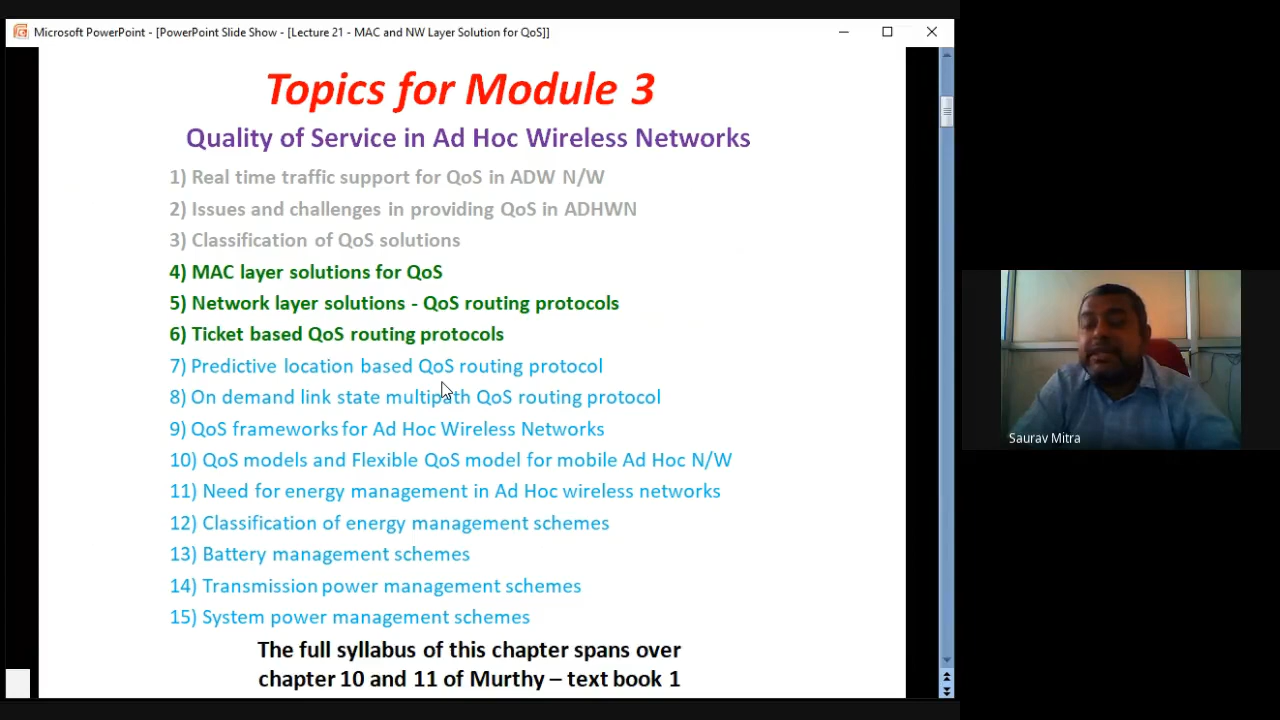 Microsoft PowerPoint - [PowerPoint Slide Show - [Lecture 21 - MAC and NW Layer Solution for QoS]]
Topics for Module 3
Quality of Service in Ad Hoc Wireless Networks
1) Real time traffic support for QoS in ADW N/W
2) Issues and challenges in providing QoS in ADHWN
3) Classification of QoS solutions
4) MAC layer solutions for QoS
5) Network layer solutions - QoS routing protocols
6) Ticket based QoS routing protocols
7) Predictive location based QoS routing protocol
8) On demand link state multipath QoS routing protocol
9) QoS frameworks for Ad Hoc Wireless Networks
10) QoS models and Flexible QoS model for mobile Ad Hoc N/W
11) Need for energy management in Ad Hoc wireless networks
12) Classification of energy management schemes
13) Battery management schemes
14) Transmission power management schemes
15) System power management schemes
The full syllabus of this chapter spans over
chapter 10 and 11 of Murthy – text book 1
Saurav Mitra